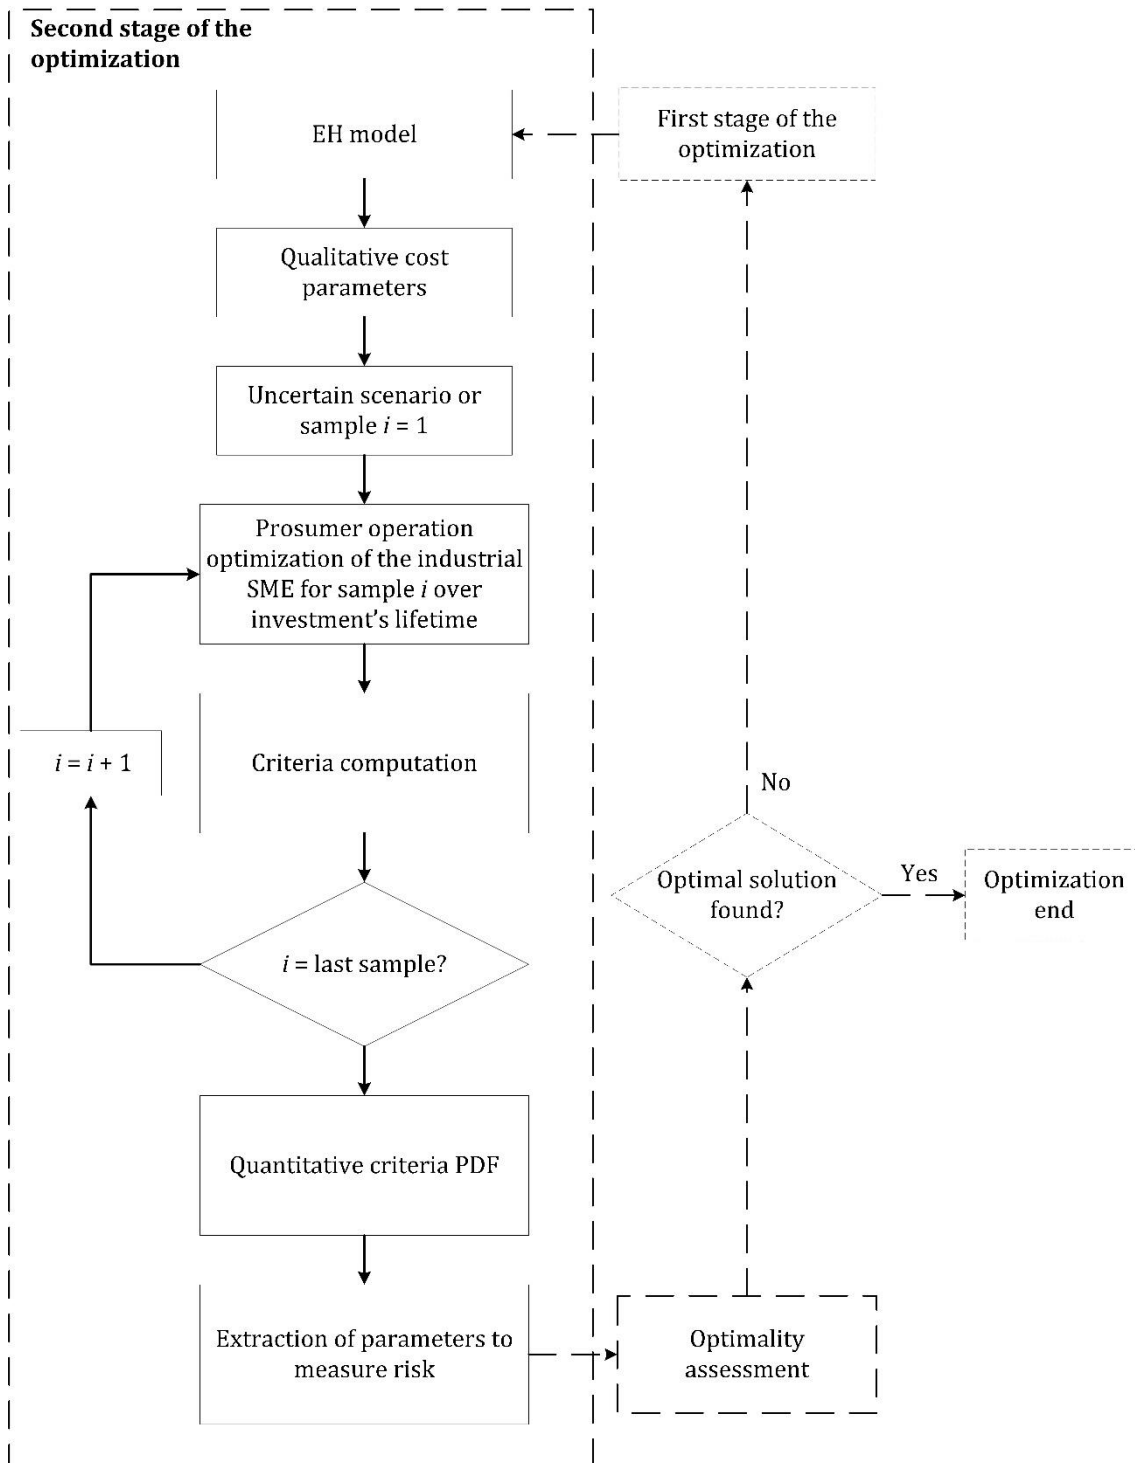 Second stage of the
optimization
EH model
First stage of the
optimization
Qualitative cost
parameters
Uncertain scenario or
sample i = 1
Prosumer operation
optimization of the industrial
SME for sample i over
investment’s lifetime
i = i + 1
Criteria computation
No
Optimal solution
found?
Yes
Optimization
end
i = last sample?
Quantitative criteria PDF
Extraction of parameters to
measure risk
Optimality
assessment